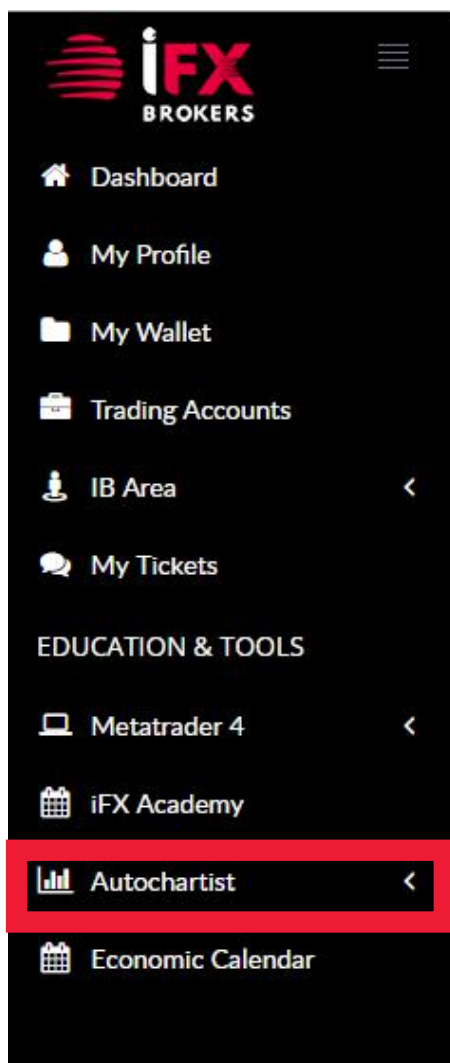 iFX
BROKERS
Dashboard
My Profile
My Wallet
Trading Accounts
IB Area
My Tickets
EDUCATION & TOOLS
Metatrader 4
iFX Academy
Autochartist
Economic Calendar